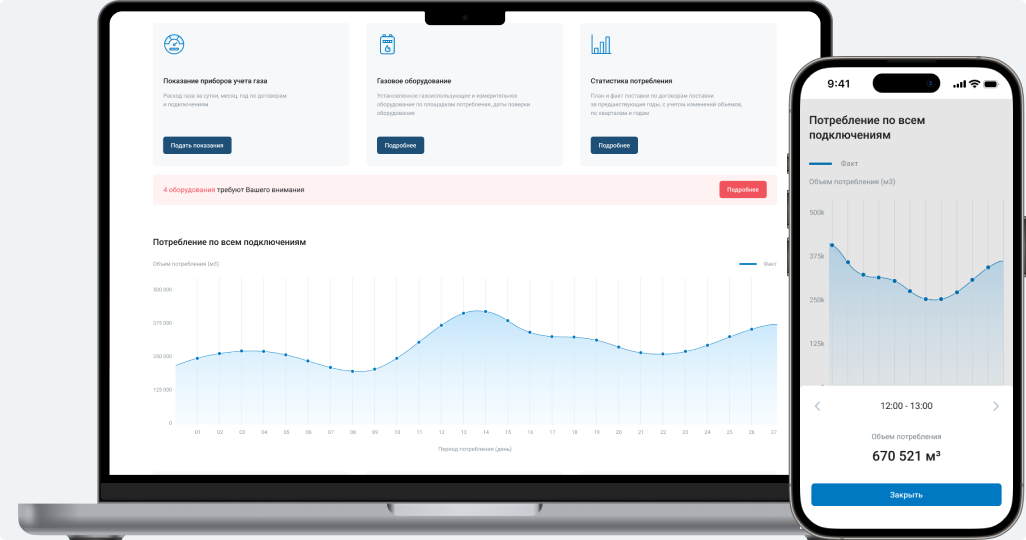 Показание приборов учета газа
Расход газа за сутки, месяц, год по договорам
и подключениям
Подать показания
Газовое оборудование
Установленное газоиспользующее и измерительное
оборудование по площадкам потребления, даты поверки
оборудования
Подробнее
Статистика потребления
План и факт поставки по договорам поставки
за предшествующие годы, с учетом изменений объемов,
по кварталам и годам
Подробнее
4 оборудования требуют Вашего внимания
Подробнее
Потребление по всем подключениям
Объем потребления (м3)
Факт
500 000
375 000
250 000
125 000
0
01 02 03 04 05 06 07 08 09 10 11 12 13 14 15 16 17 18 19 20 21 22 23 24 25 26 27
Период потребления (день)
9:41
Потребление по всем
подключениям
Факт
Объем потребления (м3)
500k
375k
250k
125k
12:00 - 13:00
Объем потребления
670 521 м³
Закрыть